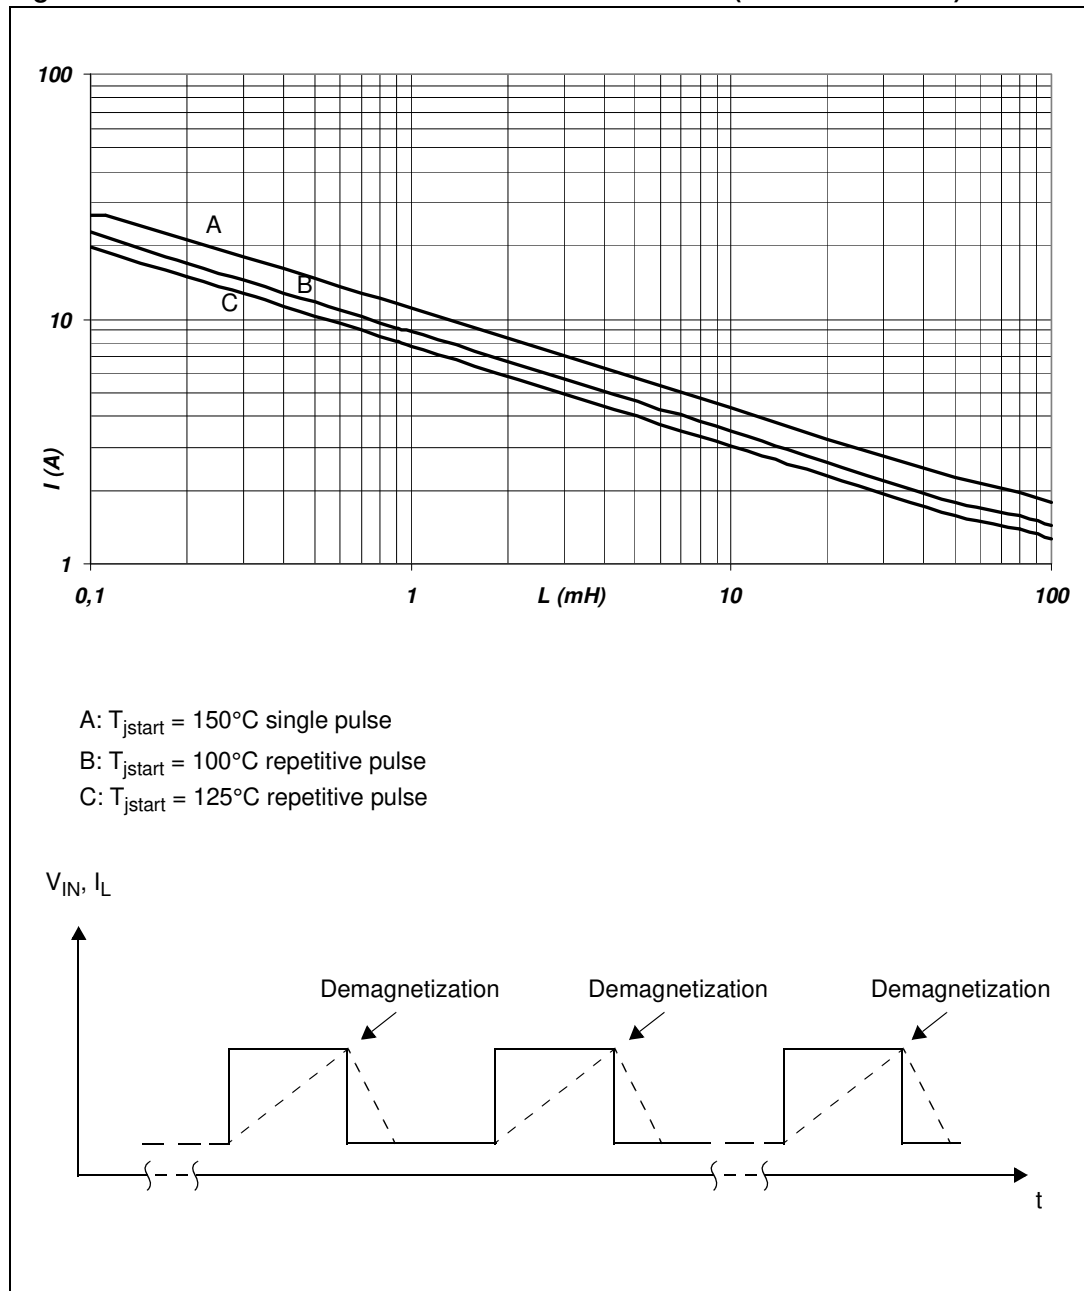 100
A
B
C
10
I (A)
1
0,1
1
L (mH)
10
100
A: Tjstart = 150°C single pulse
B: Tjstart = 100°C repetitive pulse
C: Tjstart = 125°C repetitive pulse
VIN, IL
Demagnetization
Demagnetization
Demagnetization
t